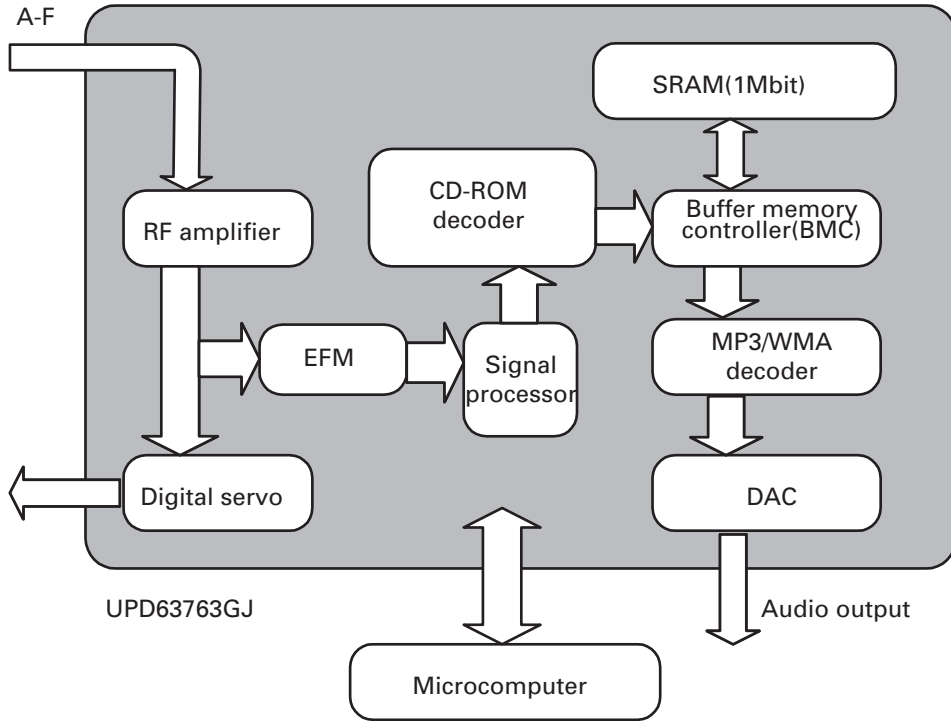 A-F
SRAM(1Mbit)
CD-ROM
decoder
Buffer memory
controller(BMC)
RF amplifier
EFM
Signal
processor
MP3/WMA
decoder
Digital servo
DAC
UPD63763GJ
Audio output
Microcomputer